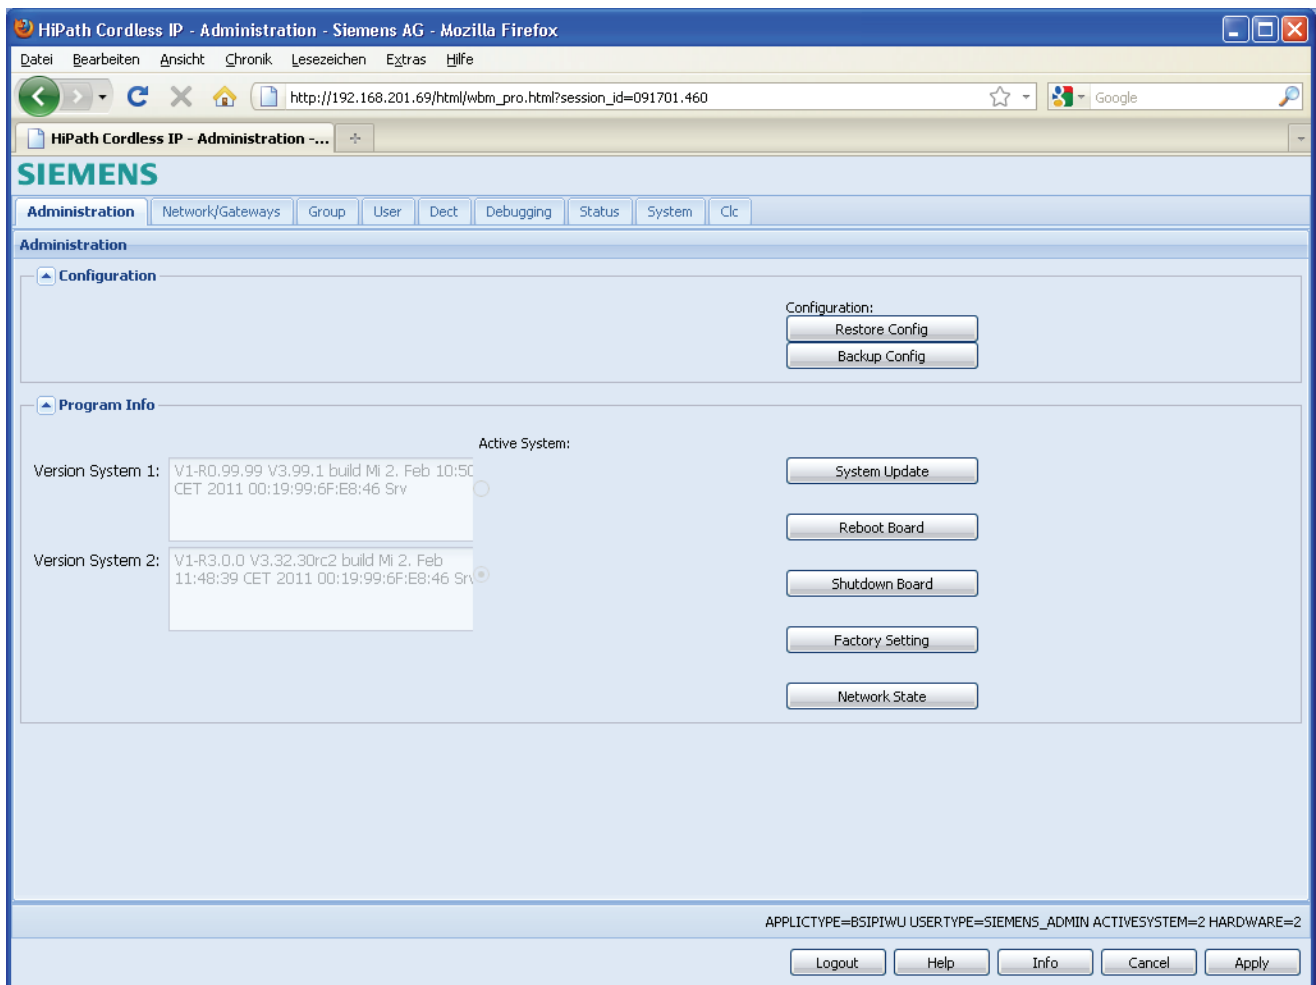 HiPath Cordless IP - Administration - Siemens AG - Mozilla Firefox
Datei Bearbeiten Ansicht Chronik Lesezeichen Extras Hilfe
http://192.168.201.69/html/wbm_pro.html?session_id=091701.460
Google
HiPath Cordless IP - Administration -...
SIEMENS
Administration Network/Gateways Group User Dect Debugging Status System Clc
Administration
Configuration
Configuration:
Restore Config
Backup Config
Program Info
Active System:
Version System 1: V1-R0.99.99 V3.99.1 build Mi 2. Feb 10:50
CET 2011 00:19:99:6F:E8:46 Srv
System Update
Reboot Board
Version System 2: V1-R3.0.0 V3.32.30rc2 build Mi 2. Feb
11:48:39 CET 2011 00:19:99:6F:E8:46 Srv
Shutdown Board
Factory Setting
Network State
APPLICTYPE=BSIPIWU USERTYPE=SIEMENS_ADMIN ACTIVESYSTEM=2 HARDWARE=2
Logout Help Info Cancel Apply